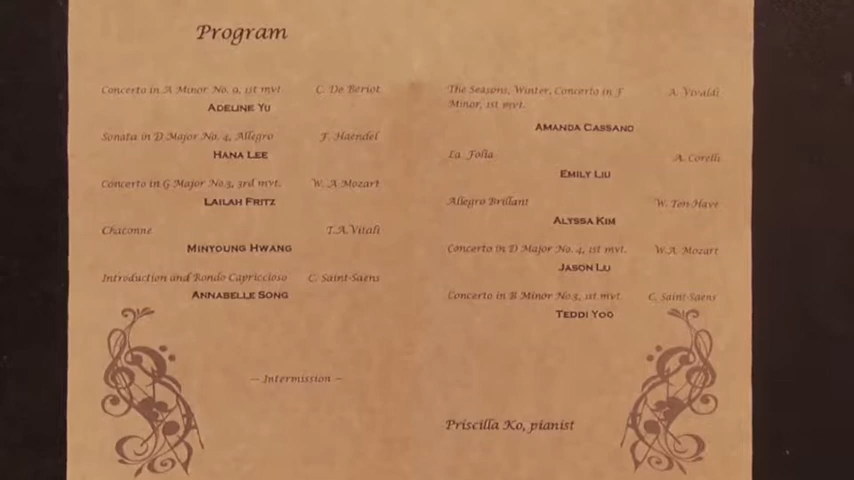 Program
Concerto in A Minor No. 9, 1st mvt. C. De Beriot
Adeline Yu
Sonata in D Major No. 4, Allegro F. Haendel
Hana Lee
Concerto in G Major No.3, 3rd mvt. W. A Mozart
Lailah Fritz
Chaconne T.A. Vitali
Minyoung Hwang
Introduction and Rondo Capriccioso C. Saint-Saens
Annabelle Song
— Intermission —
The Seasons, Winter, Concerto in F A. Vivaldi
Minor, 1st mvt.
Amanda Cassano
La Folia A. Corelli
Emily Liu
Allegro Brillant W. Ten Have
Alyssa Kim
Concerto in D Major No. 4, 1st mvt. W.A. Mozart
Jason Lu
Concerto in B Minor No.3, 1st mvt. C. Saint-Saens
Teddi Yoo
Priscilla Ko, pianist